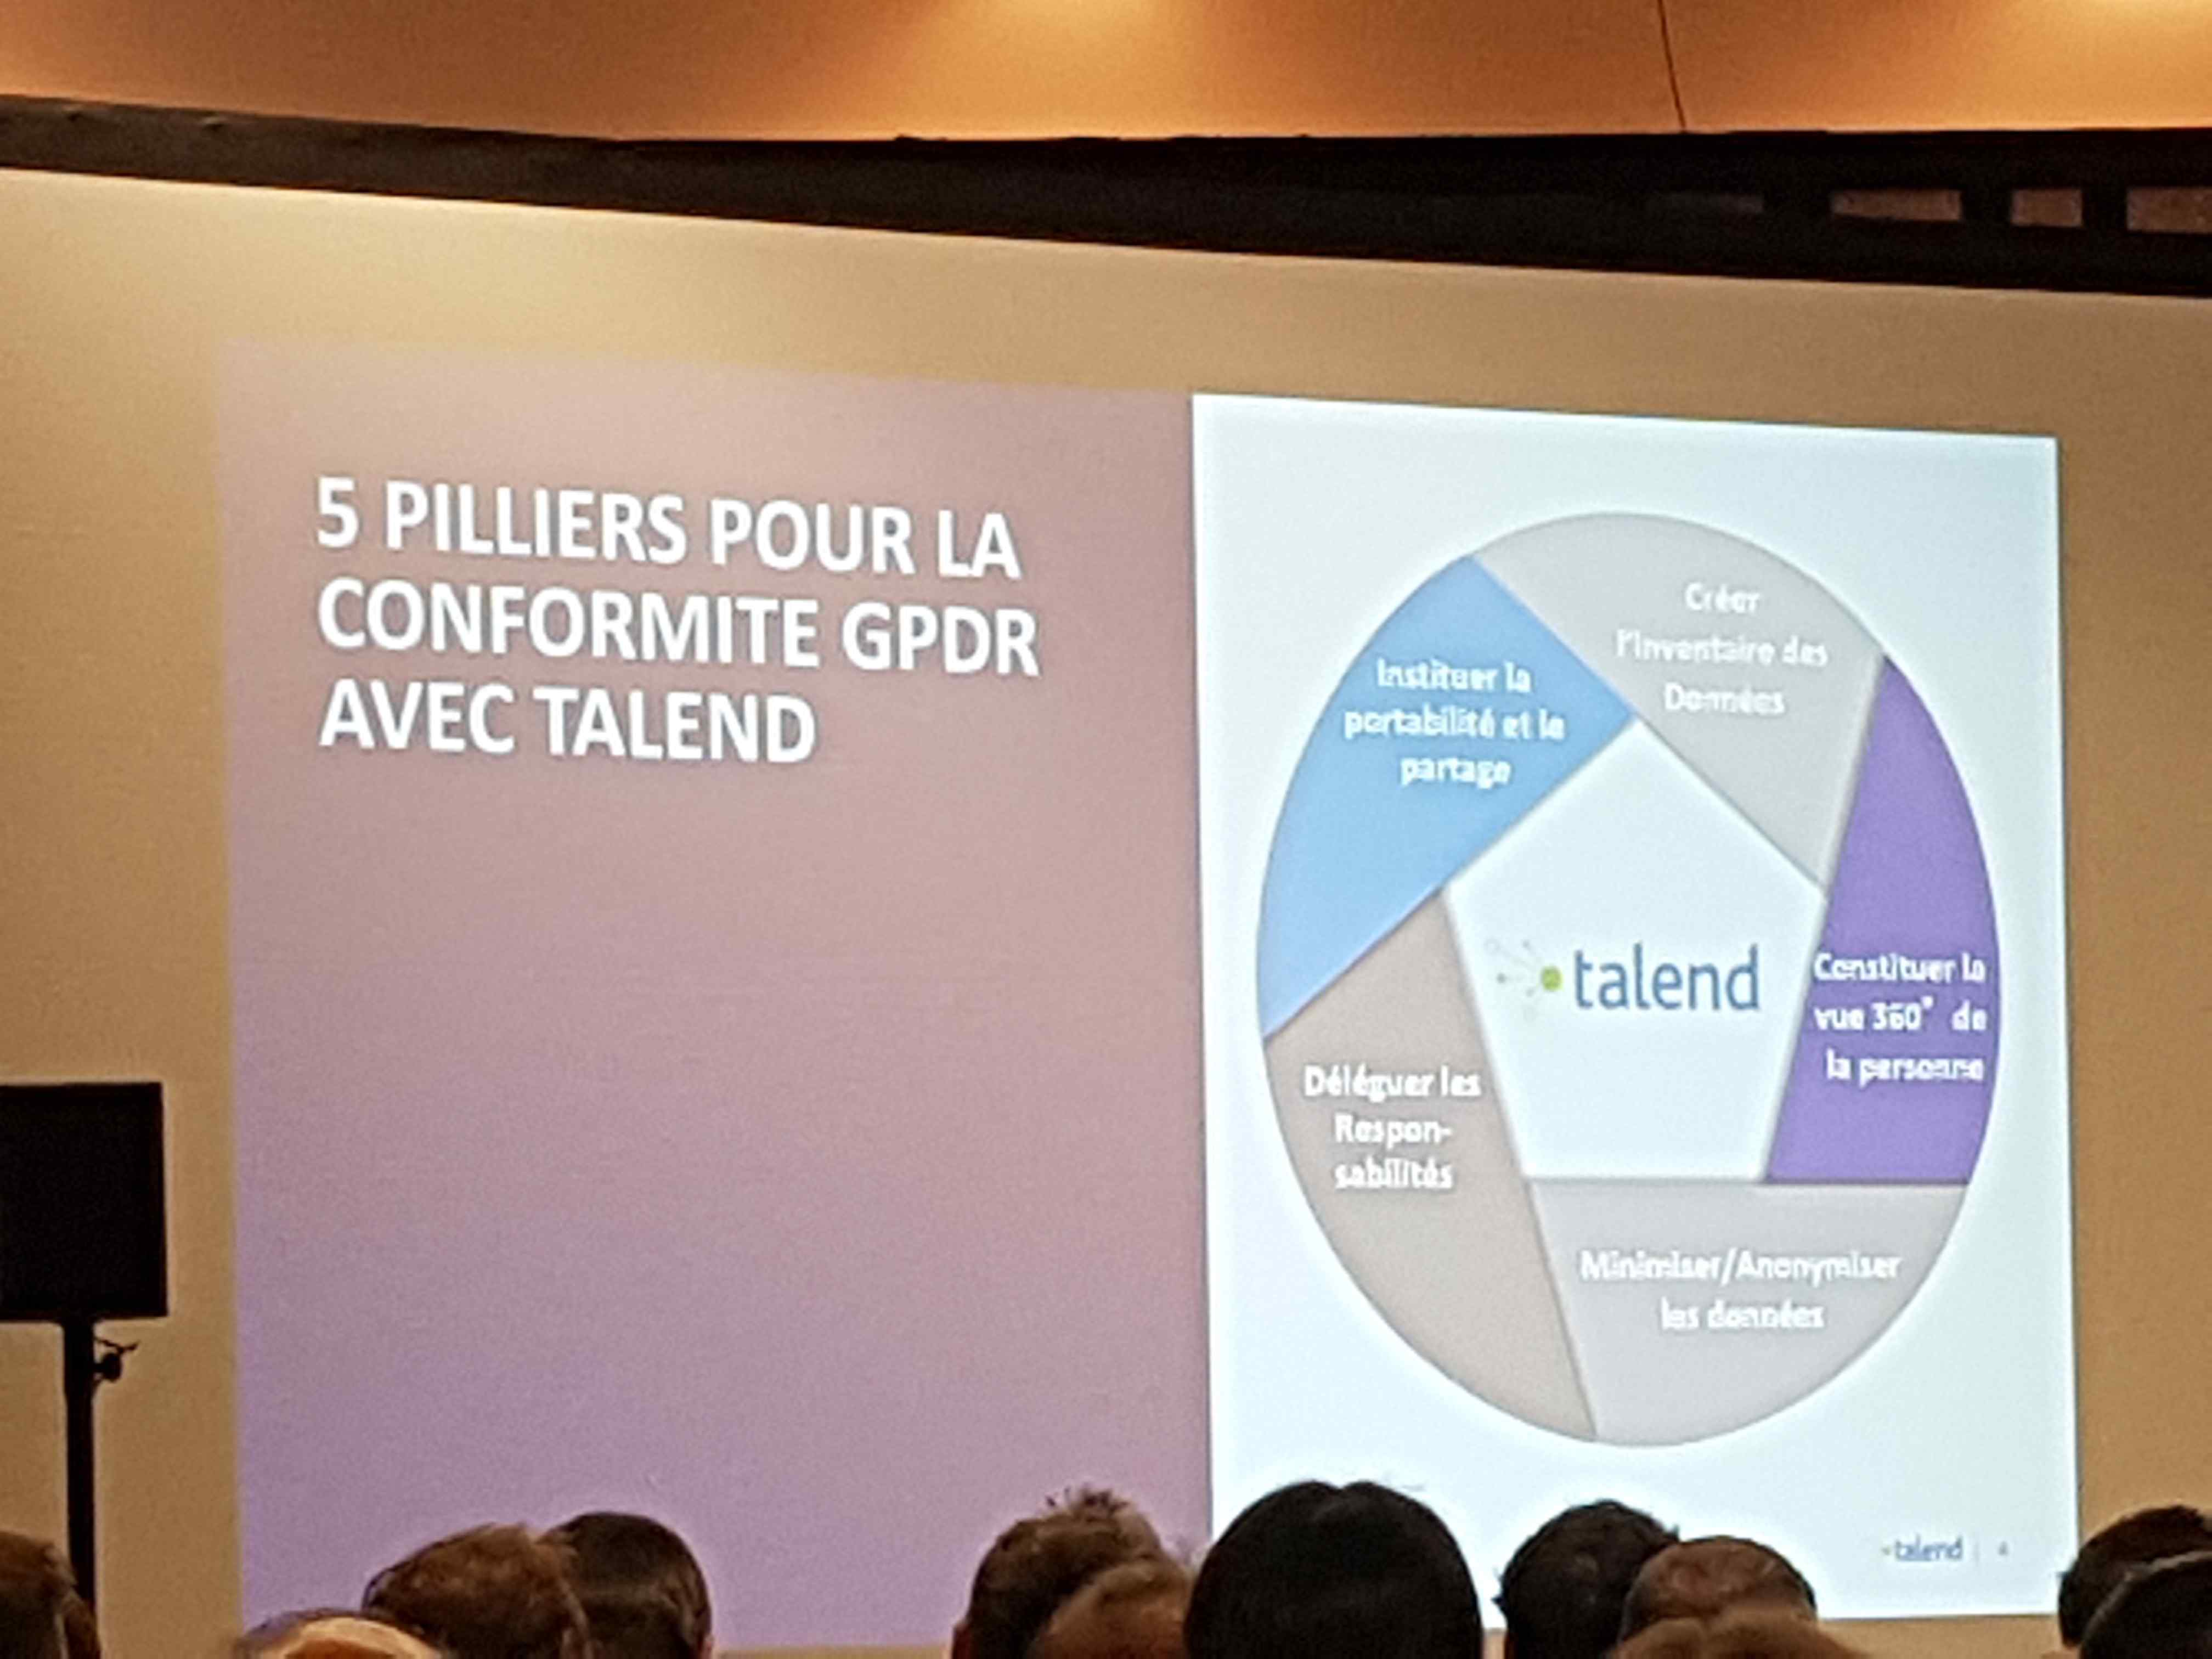 5 PILLIERS POUR LA
CONFORMITE GPDR
AVEC TALEND
Créer
l'Inventaire des
Données
Instituer la
portabilité et le
partage
talend
Constituer la
vue 360° de
la personne
Déléguer les
Respon-
sabilités
Minimiser/Anonymiser
les données
talend | 4